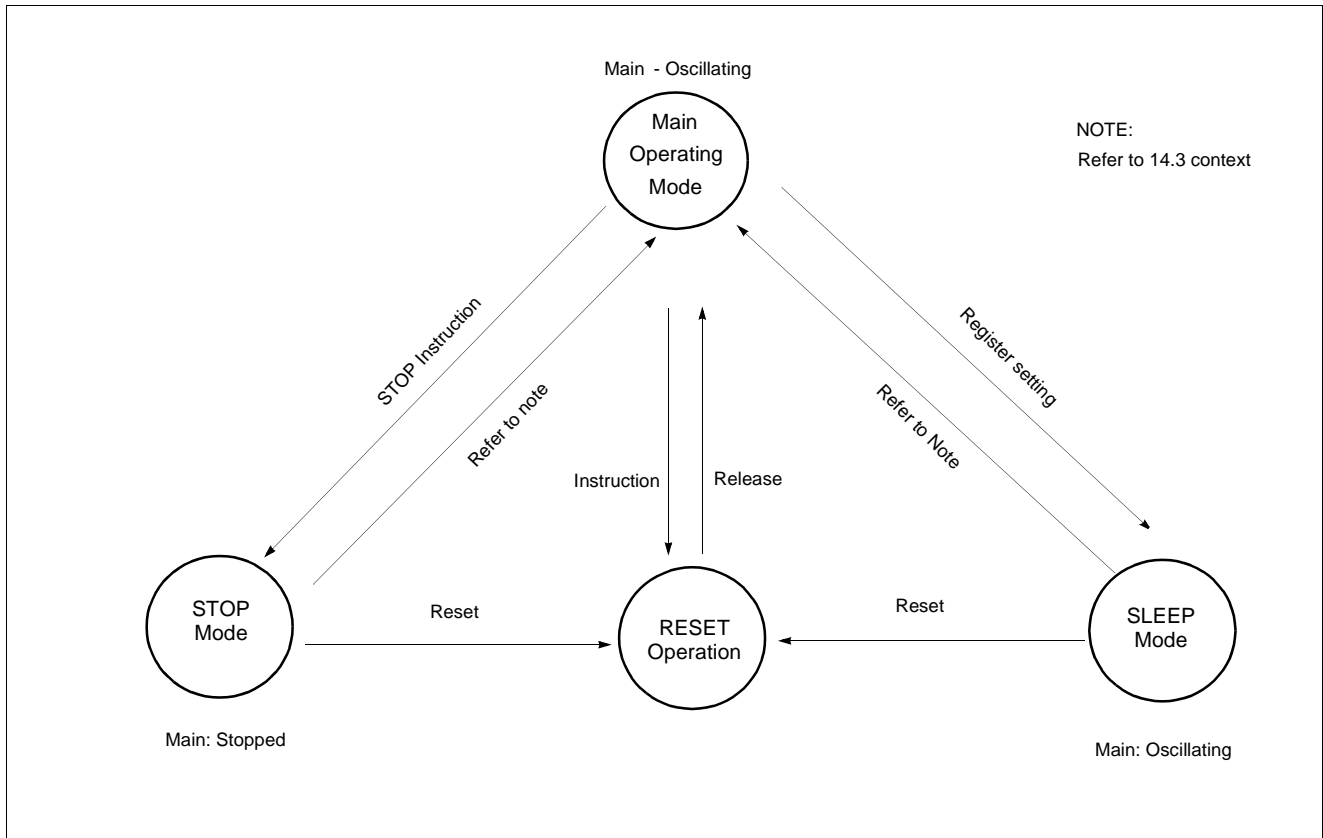 Main - Oscillating
Main
Operating
Mode
NOTE:
Refer to 14.3 context
STOP Instruction
Refer to note
Register setting
Refer to Note
Instruction
Release
STOP
Mode
Reset
RESET
Operation
Reset
SLEEP
Mode
Main: Stopped
Main: Oscillating